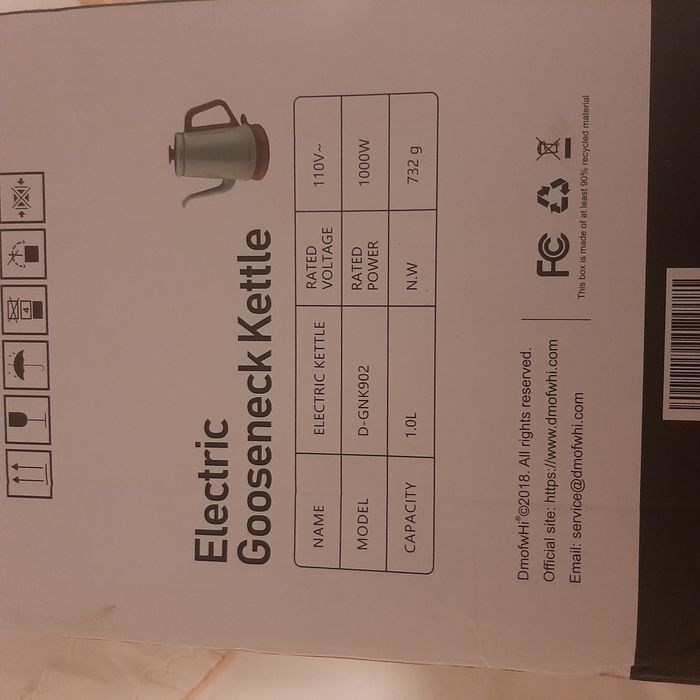 4
Electric
Gooseneck Kettle
NAME ELECTRIC KETTLE RATED VOLTAGE 110V~
MODEL D-GNK902 RATED POWER 1000W
CAPACITY 1.0L N.W 732 g
DmofwHi®©2018. All rights reserved.
Official site: https://www.dmofwhi.com
Email: service@dmofwhi.com
FC
This box is made of at least 90% recycled material